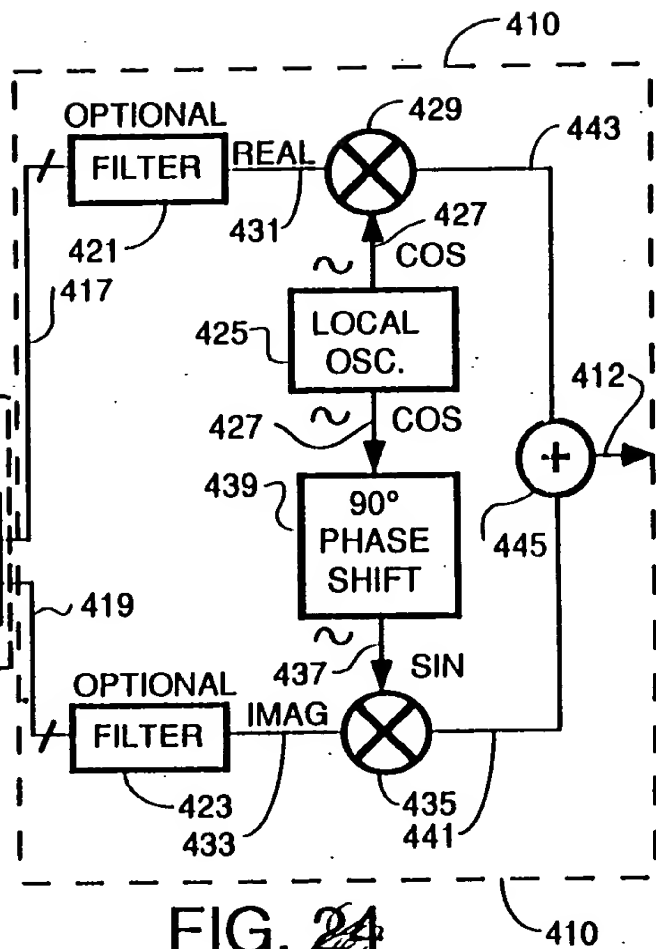 410
OPTIONAL
FILTER
REAL
429
443
421
431
427
COS
417
425
LOCAL
OSC.
412
427
COS
439
90°
PHASE
SHIFT
+
445
419
437
SIN
OPTIONAL
FILTER
IMAG
423
433
435
441
FIG. 24
410